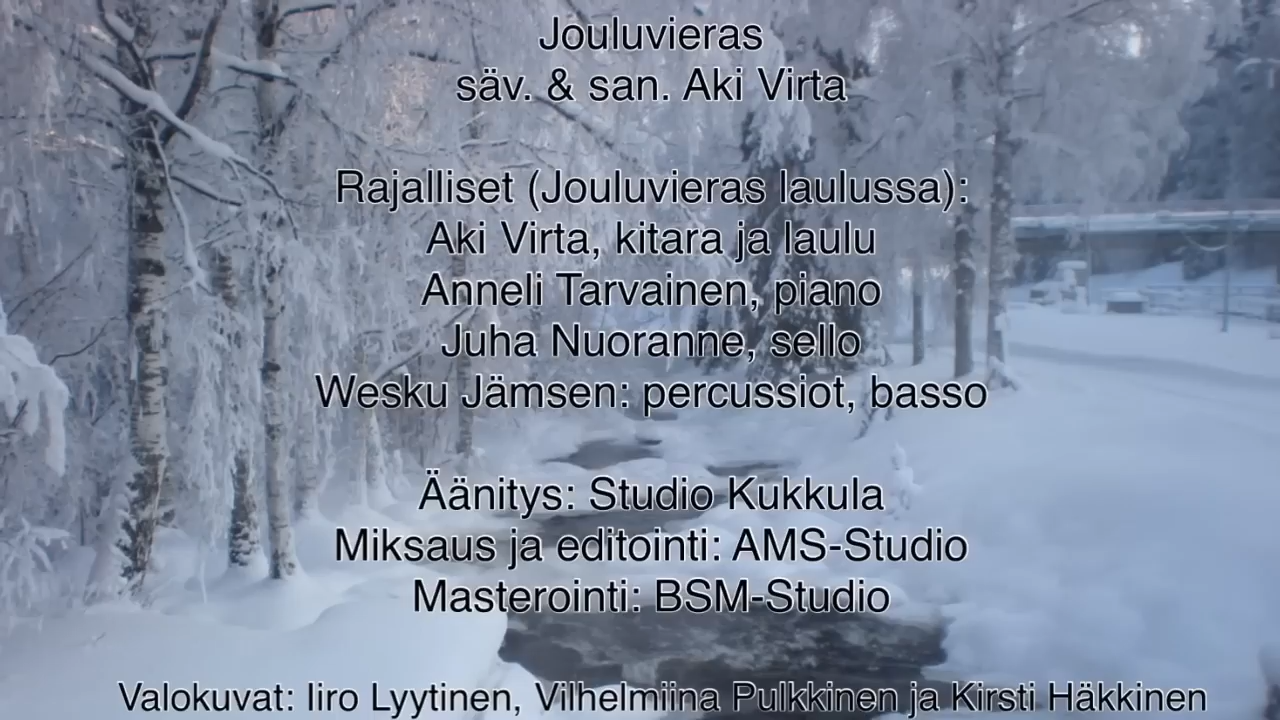 Jouluvieras
säv. & san. Aki Virta
Rajalliset (Jouluvieras laulussa):
Aki Virta, kitara ja laulu
Anneli Tarvainen, piano
Juha Nuoranne, sello
Wesku Jämsen: percussiot, basso
Äänitys: Studio Kukkula
Miksaus ja editointi: AMS-Studio
Masterointi: BSM-Studio
Valokuvat: Iiro Lyytinen, Vilhelmiina Pulkkinen ja Kirsti Häkkinen